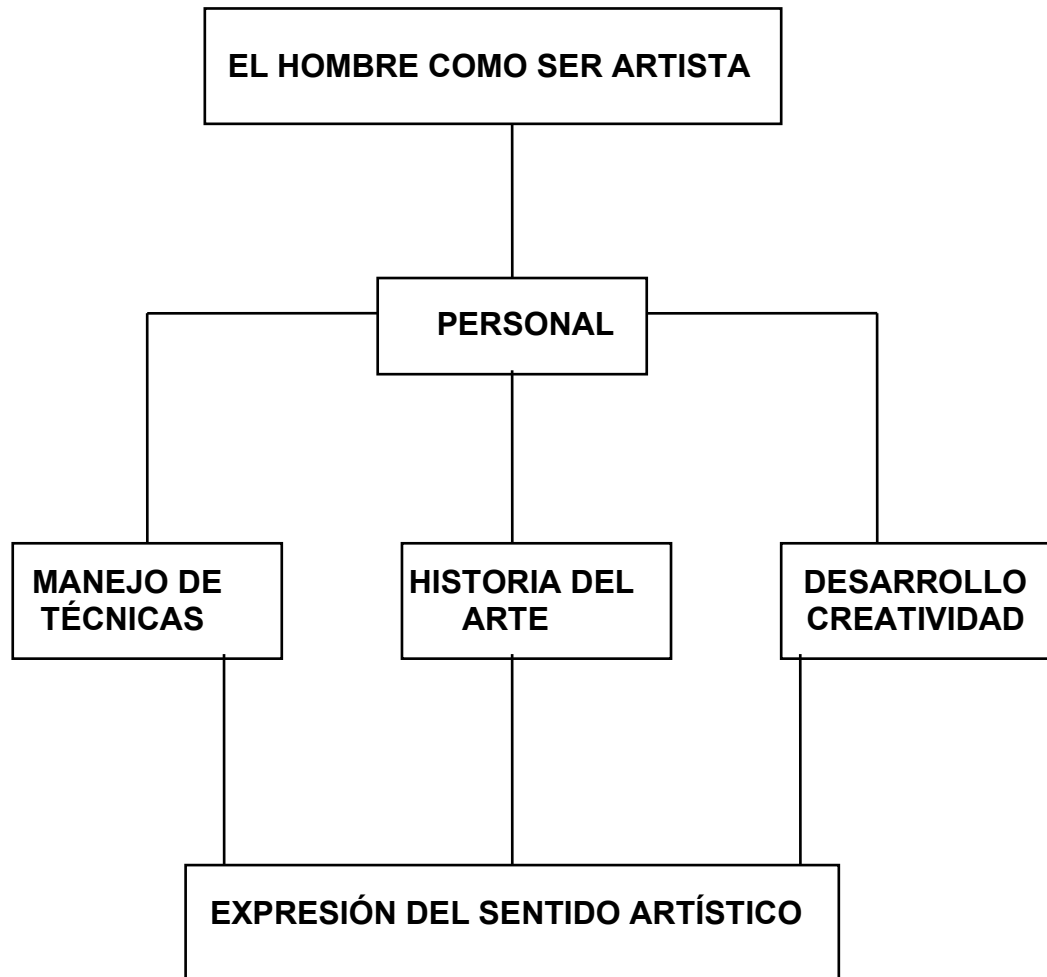 EL HOMBRE COMO SER ARTISTA
PERSONAL
MANEJO DE
TÉCNICAS
HISTORIA DEL
ARTE
DESARROLLO
CREATIVIDAD
EXPRESIÓN DEL SENTIDO ARTÍSTICO